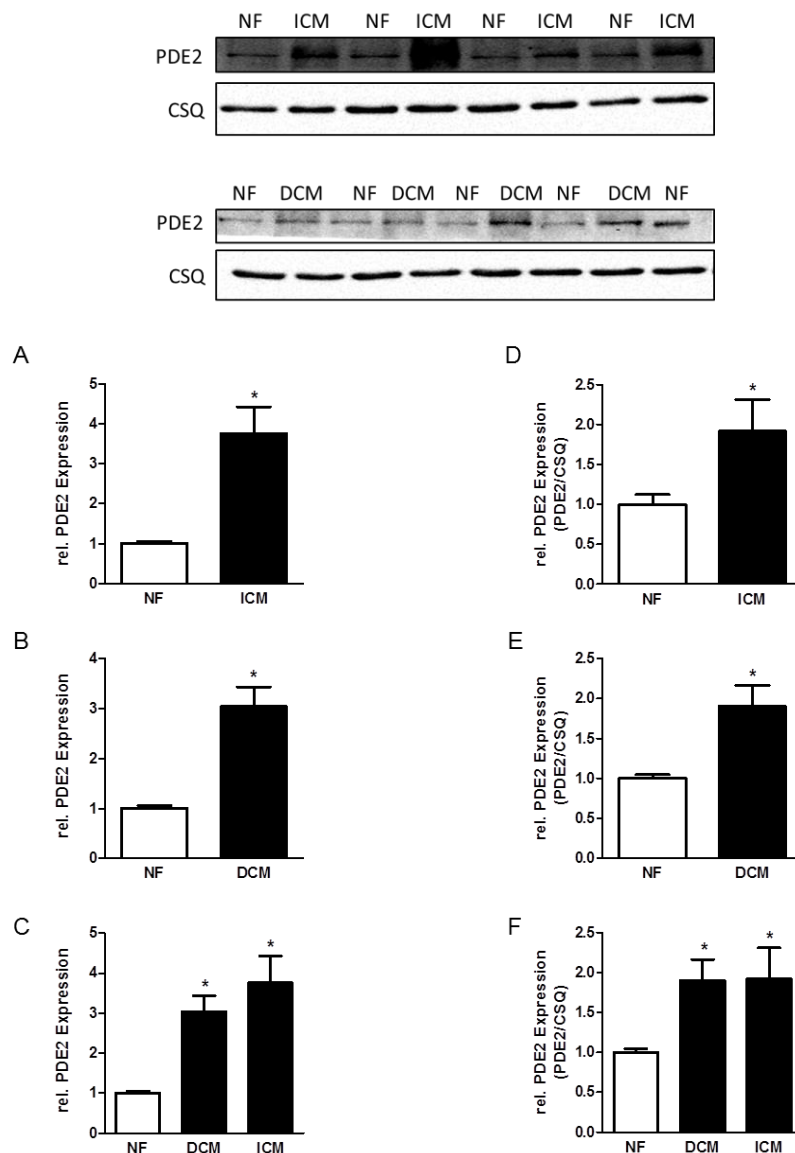 NF ICM NF ICM NF ICM NF ICM
PDE2
CSQ
NF DCM NF DCM NF DCM NF DCM NF
PDE2
CSQ
A
rel. PDE2 Expression
5
4
3
2
1
0
*
NF ICM
D
rel. PDE2 Expression
(PDE2/CSQ)
2.5
2.0
1.5
1.0
0.5
0.0
*
NF ICM
B
rel. PDE2 Expression
4
3
2
1
0
*
NF DCM
E
rel. PDE2 Expression
(PDE2/CSQ)
2.5
2.0
1.5
1.0
0.5
0.0
*
NF DCM
C
rel. PDE2 Expression
5
4
3
2
1
0
* *
NF DCM ICM
F
rel. PDE2 Expression
(PDE2/CSQ)
2.5
2.0
1.5
1.0
0.5
0.0
* *
NF DCM ICM